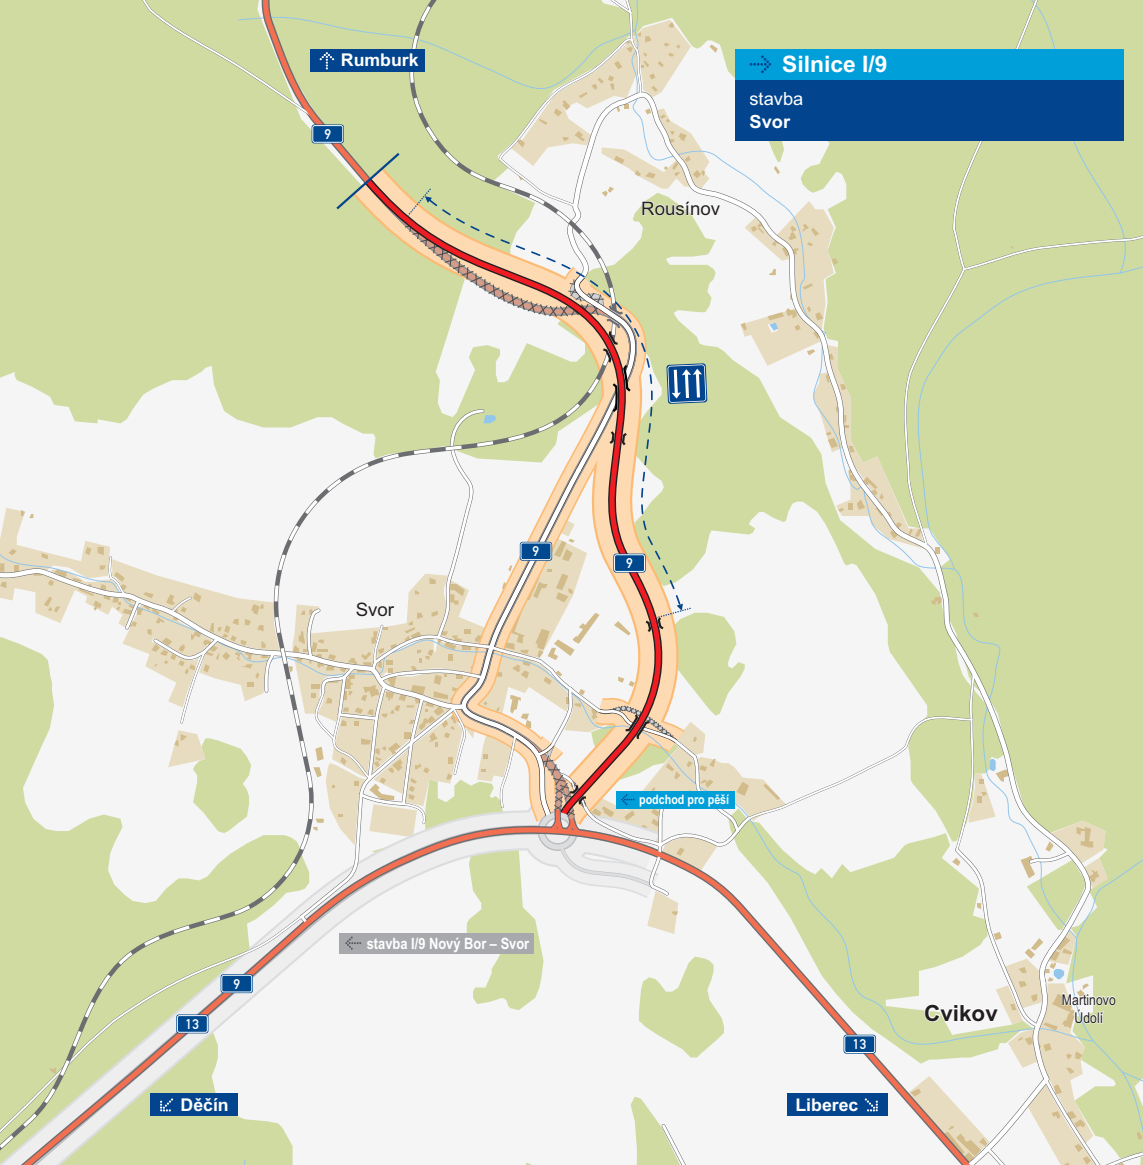 Rumburk
Silnice I/9
stavba
Svor
9
Rousínov
9
9
Svor
podchod pro pěší
stavba I/9 Nový Bor – Svor
9
13
Cvikov
Martinovo
Údolí
13
Děčín
Liberec